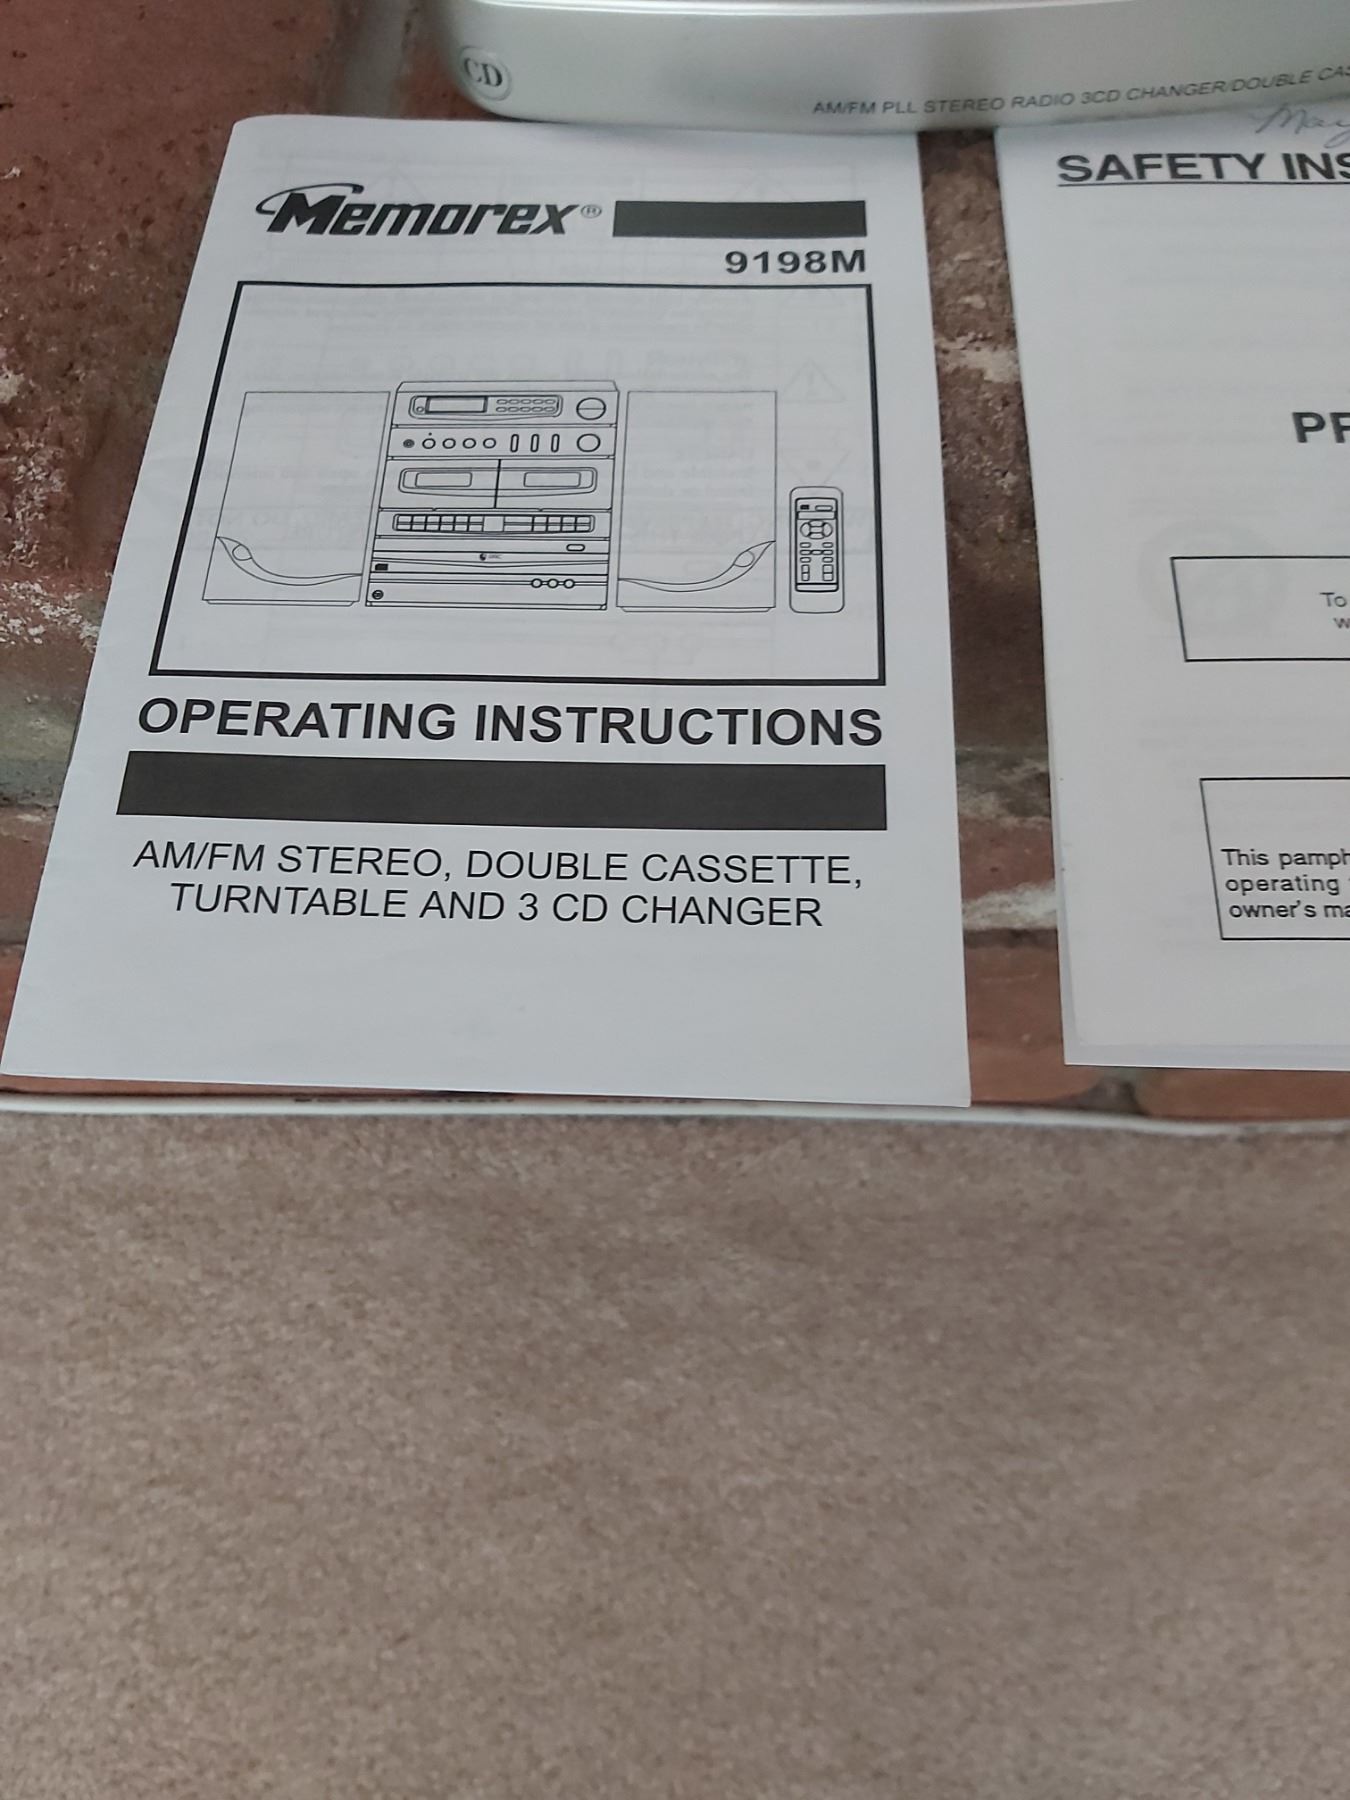 CD
AM/FM PLL STEREO RADIO 3CD CHANGER/DOUBLE CAS
Memorex®
9198M
OPERATING INSTRUCTIONS
AM/FM STEREO, DOUBLE CASSETTE,
TURNTABLE AND 3 CD CHANGER
May
SAFETY INS
PR
To
w
This pamph
operating
owner's ma